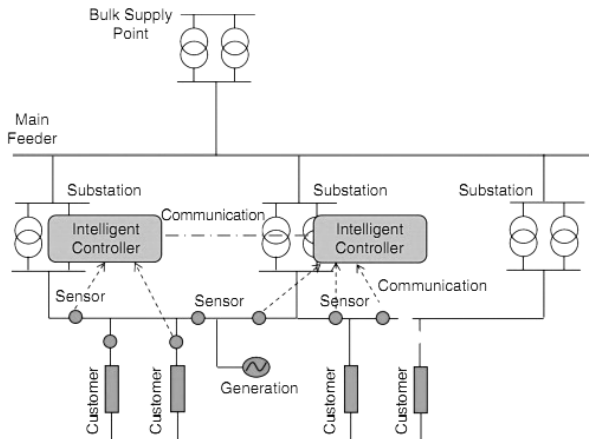 Bulk Supply
Point
Main
Feeder
Substation
Substation
Substation
Communication
Intelligent
Controller
Intelligent
Controller
Sensor
Sensor
Sensor
Communication
Generation
Customer
Customer
Customer
Customer